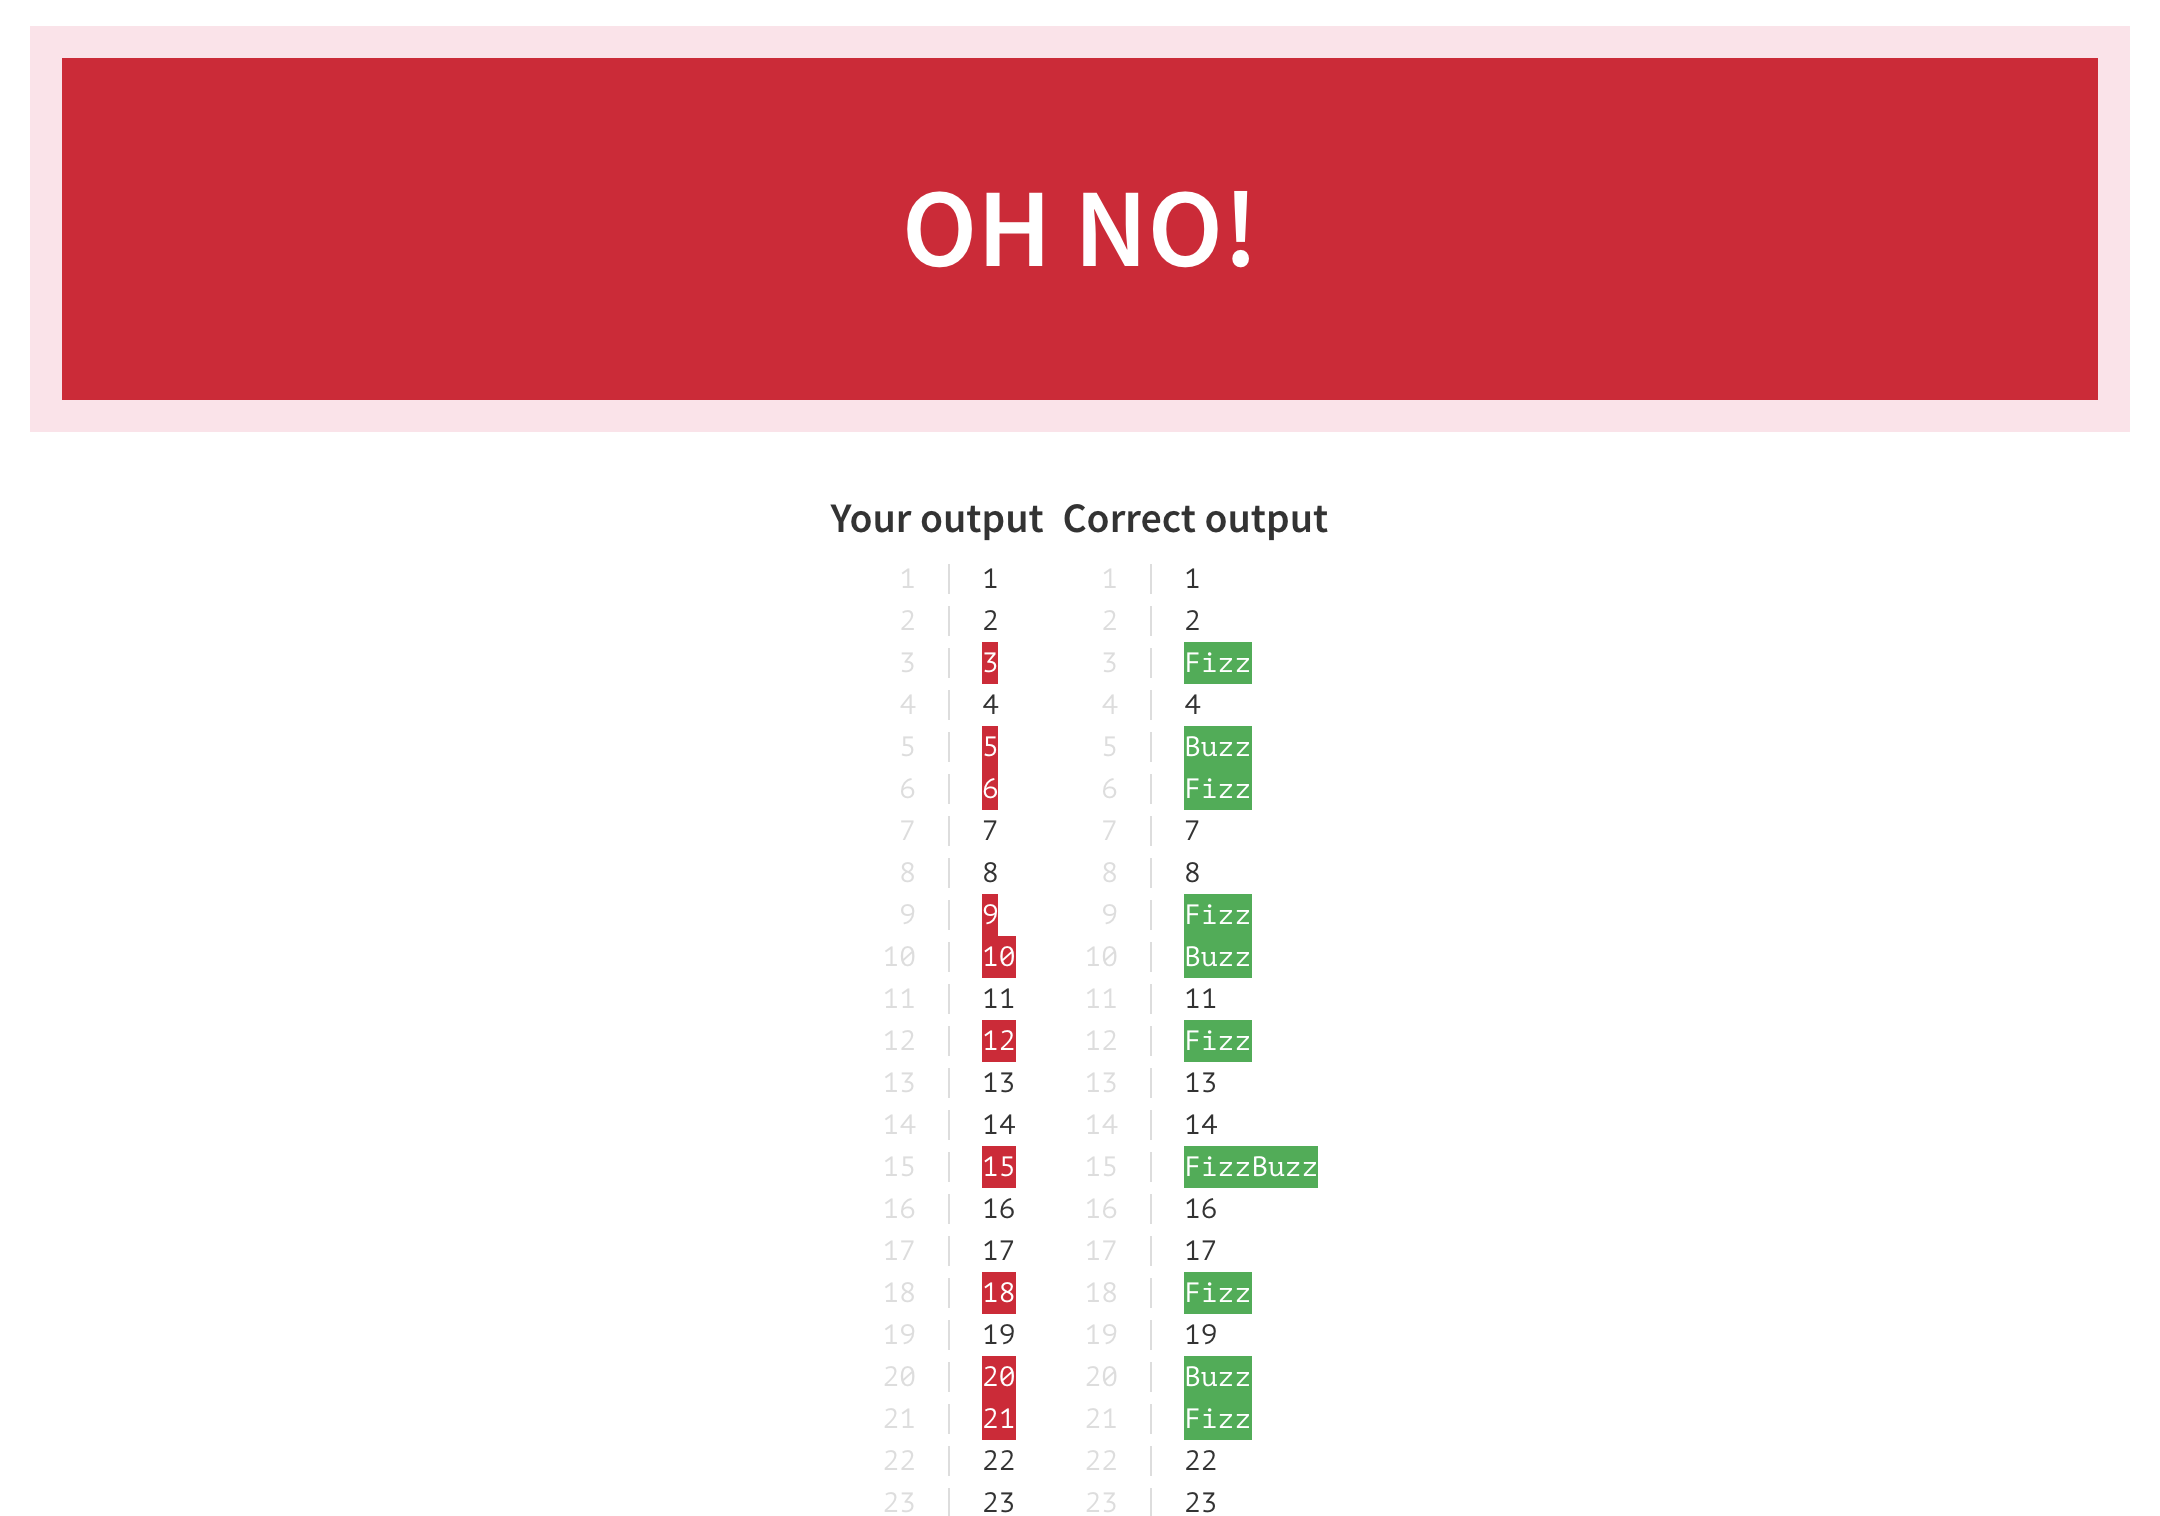 OH NO!
Your output Correct output
1 | 1 1 | 1
2 | 2 2 | 2
3 | 3 3 | Fizz
4 | 4 4 | 4
5 | 5 5 | Buzz
6 | 6 6 | Fizz
7 | 7 7 | 7
8 | 8 8 | 8
9 | 9 9 | Fizz
10 | 10 10 | Buzz
11 | 11 11 | 11
12 | 12 12 | Fizz
13 | 13 13 | 13
14 | 14 14 | 14
15 | 15 15 | FizzBuzz
16 | 16 16 | 16
17 | 17 17 | 17
18 | 18 18 | Fizz
19 | 19 19 | 19
20 | 20 20 | Buzz
21 | 21 21 | Fizz
22 | 22 22 | 22
23 | 23 23 | 23